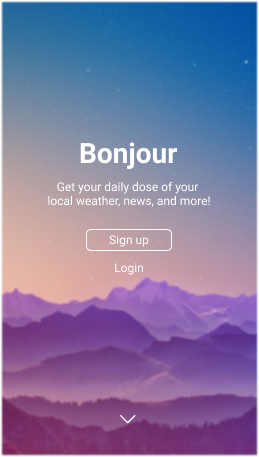 Bonjour
Get your daily dose of your
local weather, news, and more!
Sign up
Login